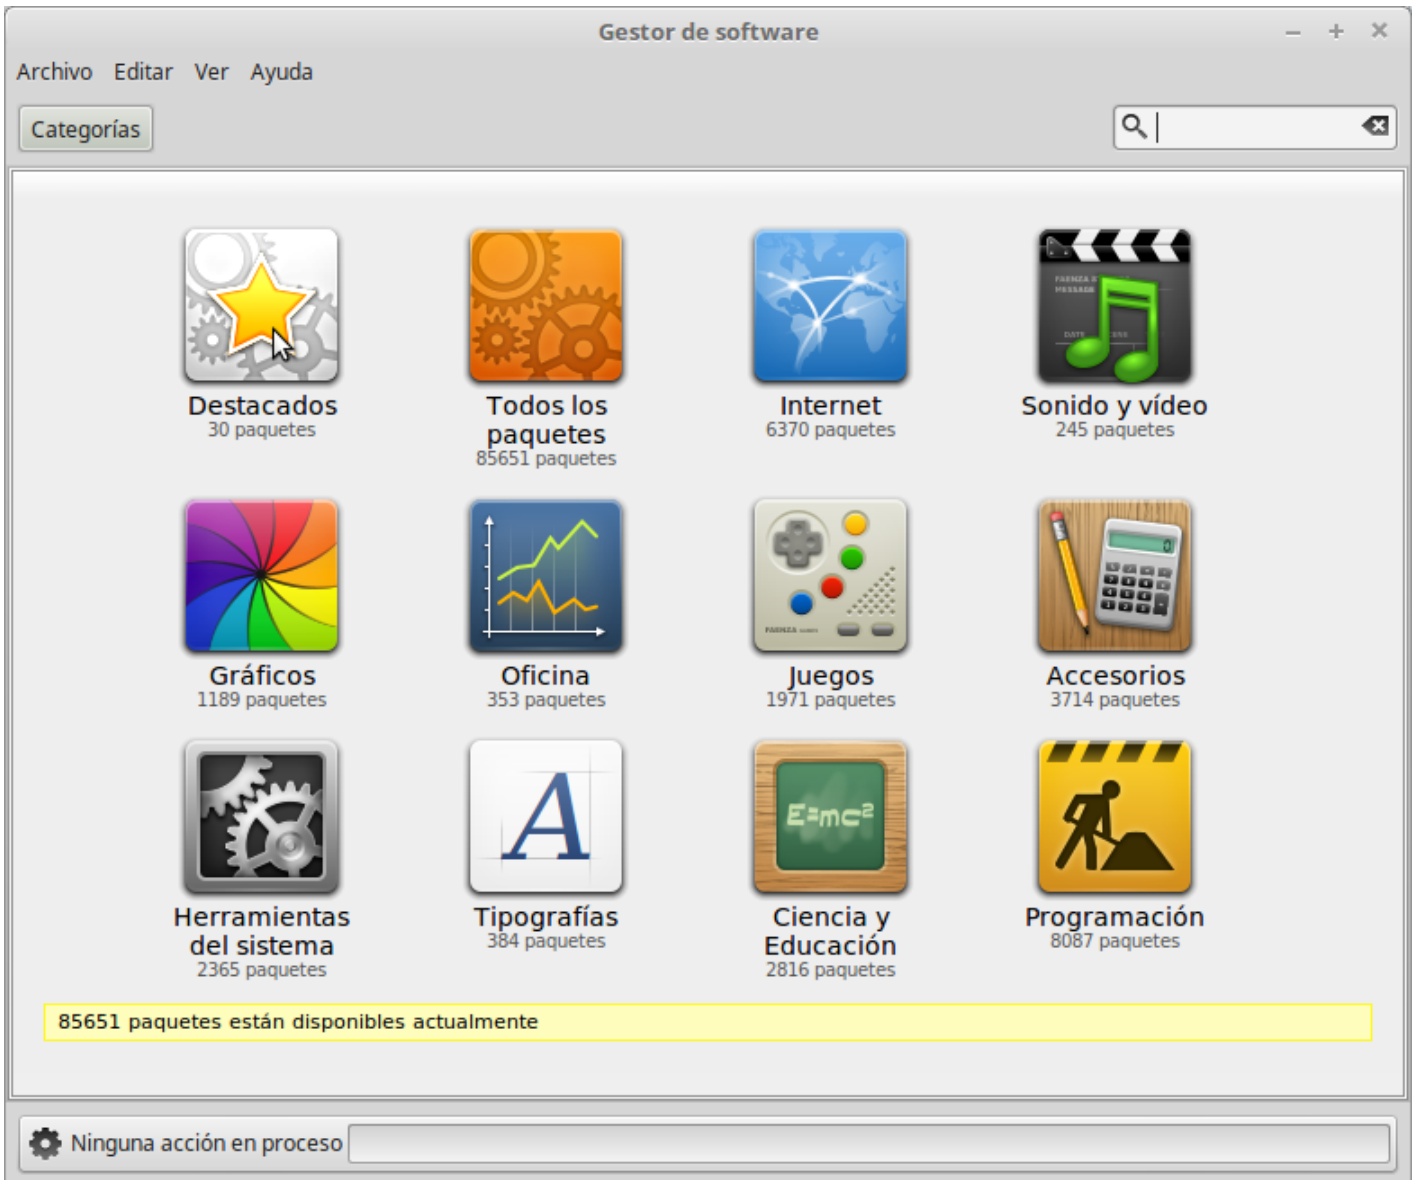 Gestor de software
Archivo Editar Ver Ayuda
Categorías
Destacados
30 paquetes
Todos los
paquetes
85651 paquetes
Internet
6370 paquetes
Sonido y vídeo
245 paquetes
Gráficos
1189 paquetes
Oficina
353 paquetes
FAENZA
Juegos
1971 paquetes
0
Accesorios
3714 paquetes
Herramientas
del sistema
2365 paquetes
A
Tipografías
384 paquetes
E=mc²
Ciencia y
Educación
2816 paquetes
Programación
8087 paquetes
85651 paquetes están disponibles actualmente
Ninguna acción en proceso